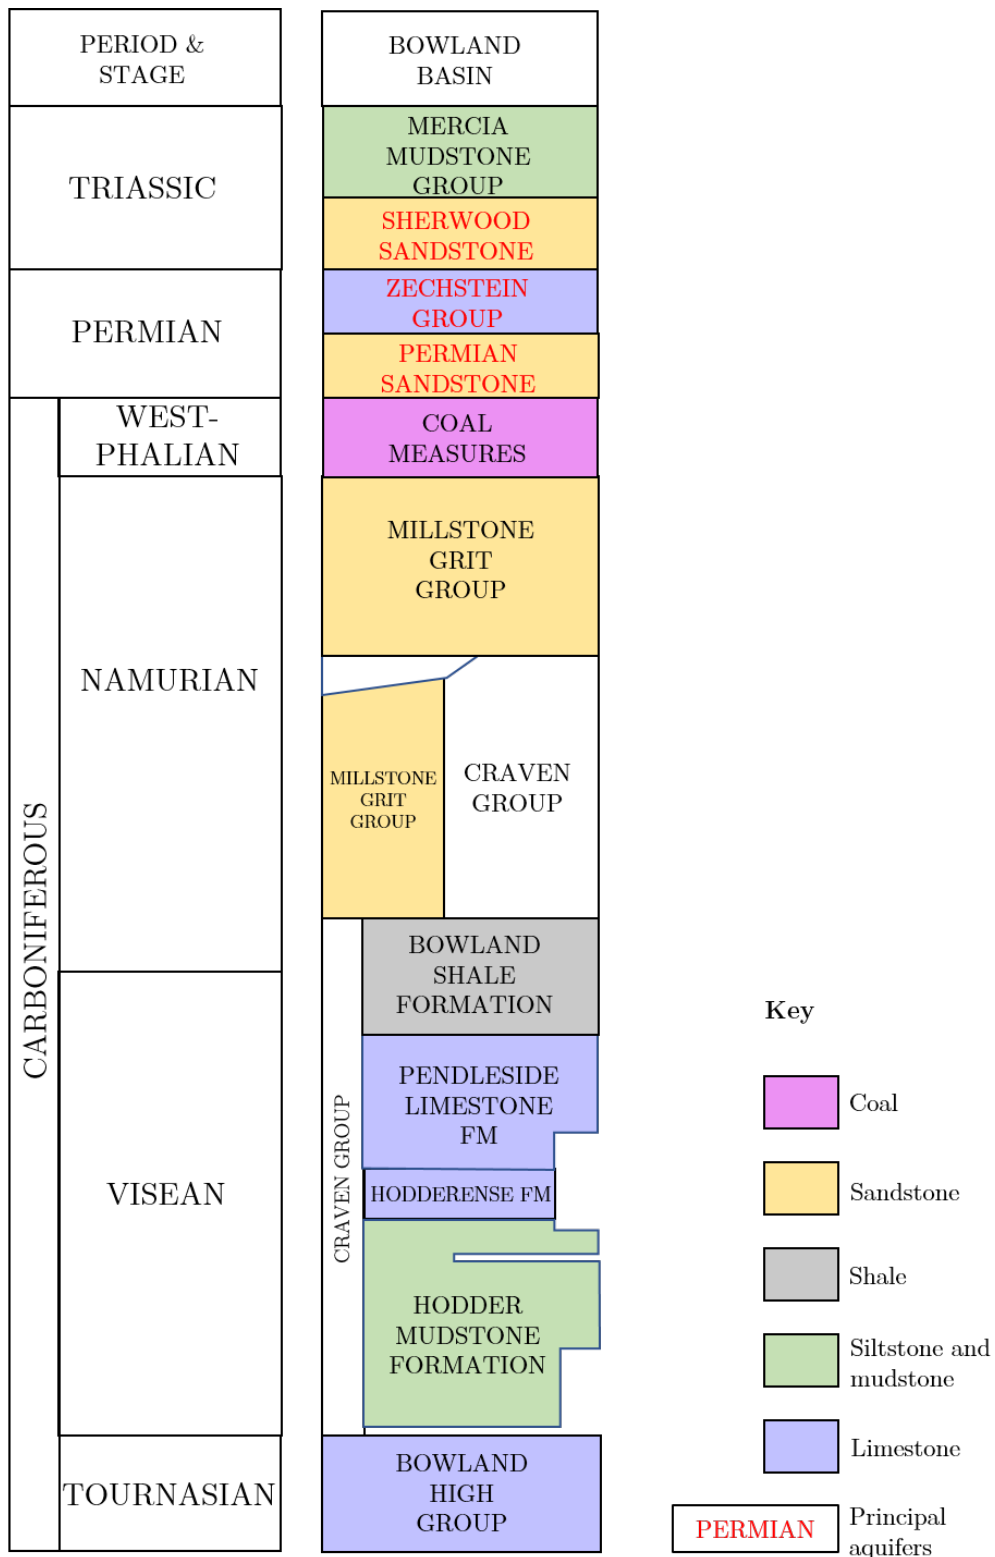 PERIOD &
STAGE
TRIASSIC
PERMIAN
CARBONIFEROUS
WEST-
PHALIAN
NAMURIAN
VISEAN
TOURNASIAN
BOWLAND
BASIN
MERCIA
MUDSTONE
GROUP
SHERWOOD
SANDSTONE
ZECHSTEIN
GROUP
PERMIAN
SANDSTONE
COAL
MEASURES
MILLSTONE
GRIT
GROUP
MILLSTONE
GRIT
GROUP
CRAVEN
GROUP
CRAVEN GROUP
BOWLAND
SHALE
FORMATION
PENDLESIDE
LIMESTONE
FM
HODDERENSE FM
HODDER
MUDSTONE
FORMATION
BOWLAND
HIGH
GROUP
Key
Coal
Sandstone
Shale
Siltstone and
mudstone
Limestone
PERMIAN
Principal
aquifers